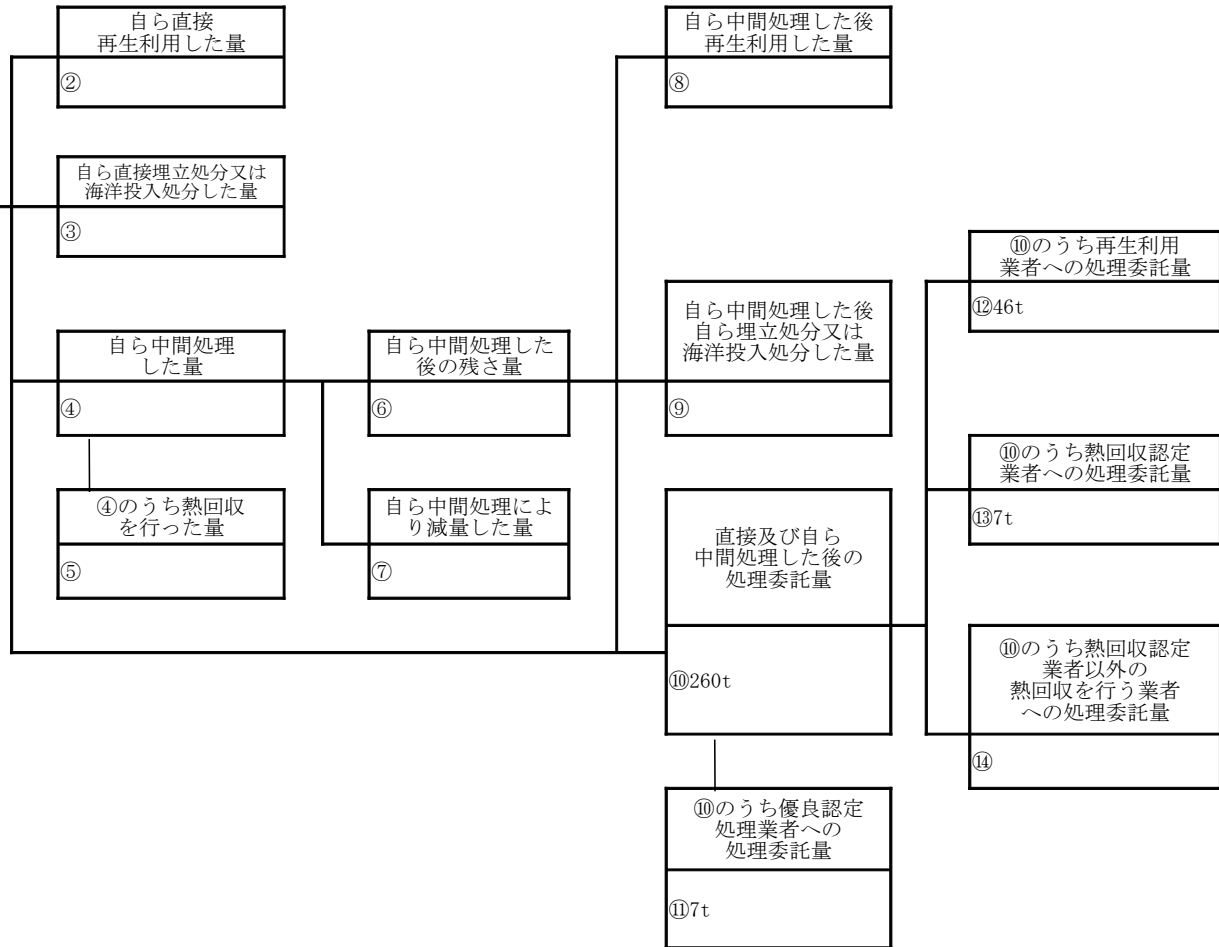 自ら直接
再生利用した量
②
自ら中間処理した後
再生利用した量
⑧
自ら直接埋立処分又は
海洋投入処分した量
③
⑩のうち再生利用
業者への処理委託量
⑫46t
自ら中間処理
した量
④
自ら中間処理した
後の残さ量
⑥
自ら中間処理した後
自ら埋立処分又は
海洋投入処分した量
⑨
⑩のうち熱回収認定
業者への処理委託量
⑬7t
④のうち熱回収
を行った量
⑤
自ら中間処理によ
り減量した量
⑦
直接及び自ら
中間処理した後の
処理委託量
⑩260t
⑩のうち熱回収認定
業者以外の
熱回収を行う業者
への処理委託量
⑭
⑩のうち優良認定
処理業者への
処理委託量
⑪7t